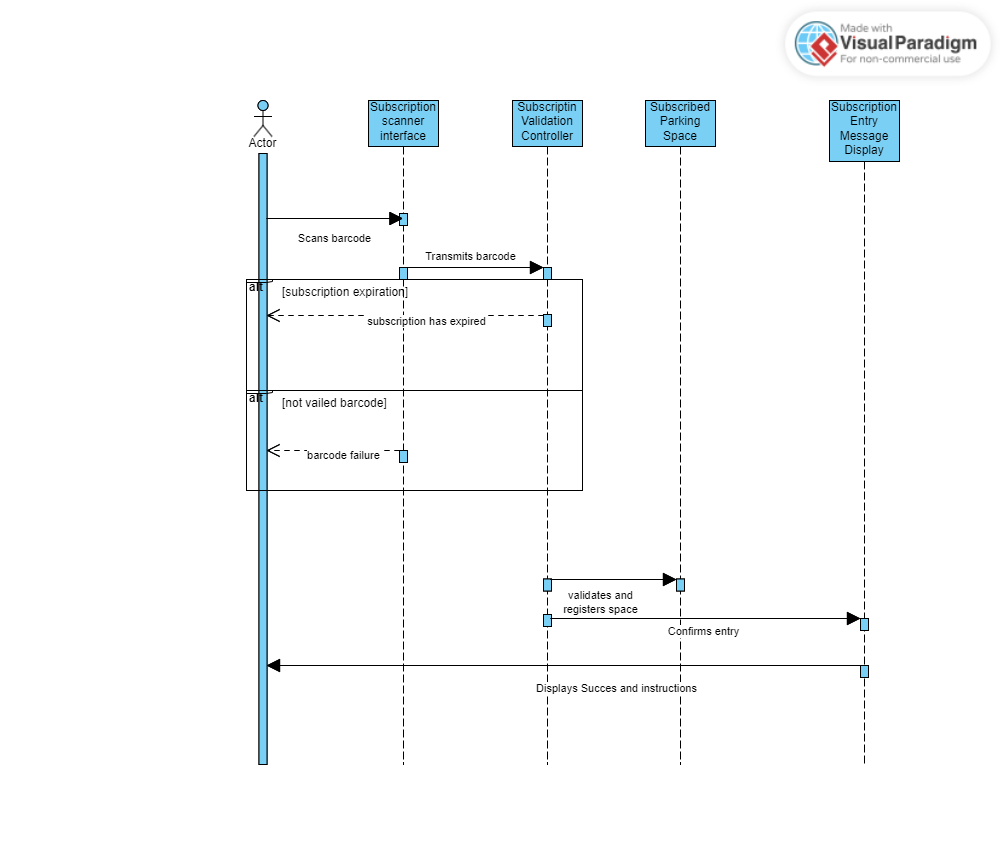 Made with
Visual Paradigm
For non-commercial use
Actor
Subscription
scanner
interface
Subscriptin
Validation
Controller
Subscribed
Parking
Space
Subscription
Entry
Message
Display
Scans barcode
Transmits barcode
alt
[subscription expiration]
subscription has expired
alt
[not vailed barcode]
barcode failure
validates and
registers space
Confirms entry
Displays Succes and instructions